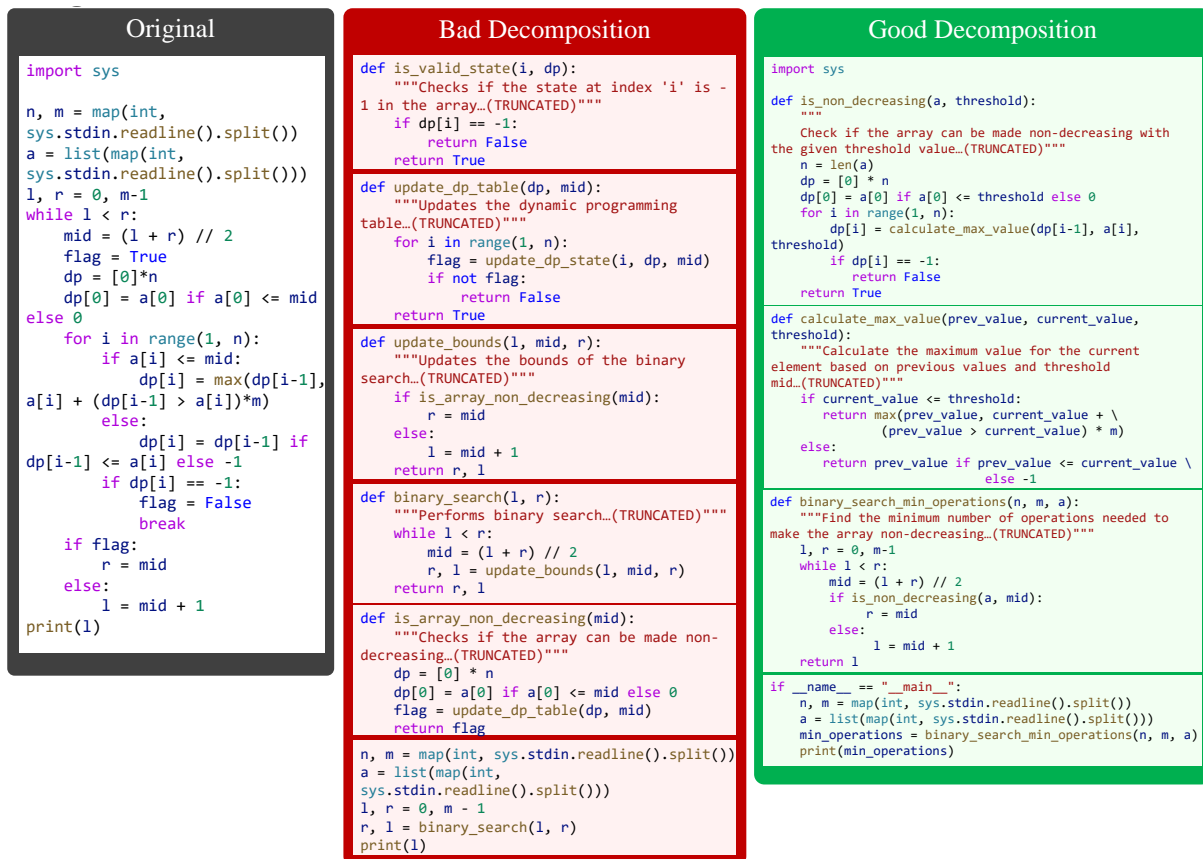 Original
import sys
n, m = map(int,
sys.stdin.readline().split())
a = list(map(int,
sys.stdin.readline().split()))
l, r = 0, m-1
while l < r:
    mid = (l + r) // 2
    flag = True
    dp = [0]*n
    dp[0] = a[0] if a[0] <= mid
else 0
    for i in range(1, n):
        if a[i] <= mid:
            dp[i] = max(dp[i-1],
a[i] + (dp[i-1] > a[i])*m)
        else:
            dp[i] = dp[i-1] if
dp[i-1] <= a[i] else -1
        if dp[i] == -1:
            flag = False
            break
    if flag:
        r = mid
    else:
        l = mid + 1
print(l)
Bad Decomposition
def is_valid_state(i, dp):
    """Checks if the state at index 'i' is -
1 in the array…(TRUNCATED)"""
    if dp[i] == -1:
        return False
    return True
def update_dp_table(dp, mid):
    """Updates the dynamic programming
table…(TRUNCATED)"""
    for i in range(1, n):
        flag = update_dp_state(i, dp, mid)
        if not flag:
            return False
    return True
def update_bounds(l, mid, r):
    """Updates the bounds of the binary
search…(TRUNCATED)"""
    if is_array_non_decreasing(mid):
        r = mid
    else:
        l = mid + 1
    return r, l
def binary_search(l, r):
    """Performs binary search…(TRUNCATED)"""
    while l < r:
        mid = (l + r) // 2
        r, l = update_bounds(l, mid, r)
    return r, l
def is_array_non_decreasing(mid):
    """Checks if the array can be made non-
decreasing…(TRUNCATED)"""
    dp = [0] * n
    dp[0] = a[0] if a[0] <= mid else 0
    flag = update_dp_table(dp, mid)
    return flag
n, m = map(int, sys.stdin.readline().split())
a = list(map(int,
sys.stdin.readline().split()))
l, r = 0, m - 1
r, l = binary_search(l, r)
print(l)
Good Decomposition
import sys
def is_non_decreasing(a, threshold):
    """
    Check if the array can be made non-decreasing with
the given threshold value…(TRUNCATED)"""
    n = len(a)
    dp = [0] * n
    dp[0] = a[0] if a[0] <= threshold else 0
    for i in range(1, n):
        dp[i] = calculate_max_value(dp[i-1], a[i],
threshold)
        if dp[i] == -1:
            return False
    return True
def calculate_max_value(prev_value, current_value,
threshold):
    """Calculate the maximum value for the current
element based on previous values and threshold
mid…(TRUNCATED)"""
    if current_value <= threshold:
        return max(prev_value, current_value + \
                (prev_value > current_value) * m)
    else:
        return prev_value if prev_value <= current_value \
                              else -1
def binary_search_min_operations(n, m, a):
    """Find the minimum number of operations needed to
make the array non-decreasing…(TRUNCATED)"""
    l, r = 0, m-1
    while l < r:
        mid = (l + r) // 2
        if is_non_decreasing(a, mid):
            r = mid
        else:
            l = mid + 1
    return l
if __name__ == "__main__":
    n, m = map(int, sys.stdin.readline().split())
    a = list(map(int, sys.stdin.readline().split()))
    min_operations = binary_search_min_operations(n, m, a)
    print(min_operations)